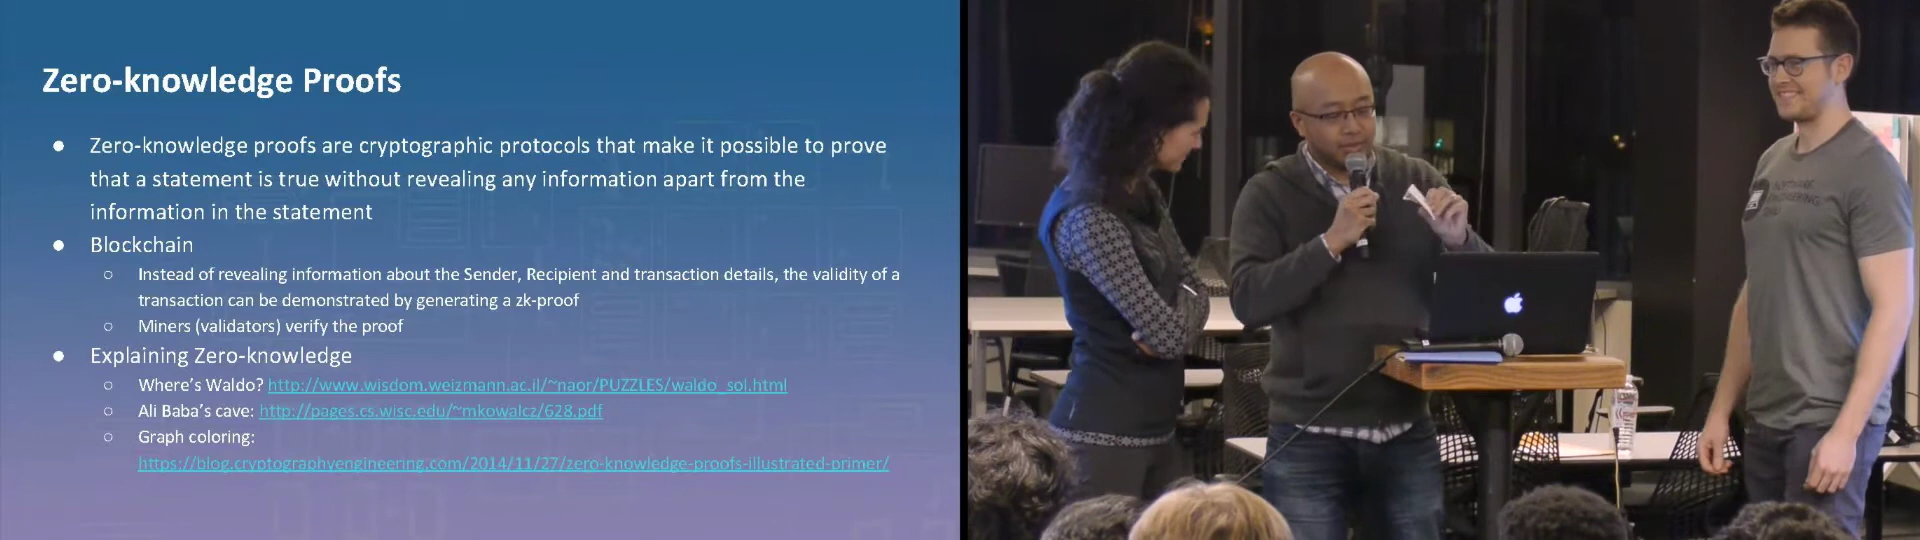 Zero-knowledge Proofs
● Zero-knowledge proofs are cryptographic protocols that make it possible to prove
that a statement is true without revealing any information apart from the
information in the statement
● Blockchain
○ Instead of revealing information about the Sender, Recipient and transaction details, the validity of a
transaction can be demonstrated by generating a zk-proof
○ Miners (validators) verify the proof
● Explaining Zero-knowledge
○ Where's Waldo? http://www.wisdom.weizmann.ac.il/~naor/PUZZLES/waldo_sol.html
○ Ali Baba's cave: http://pages.cs.wisc.edu/~mkowalcz/628.pdf
○ Graph coloring:
https://blog.cryptographyengineering.com/2014/11/27/zero-knowledge-proofs-illustrated-primer/
SOFTWARE
ENGINEERING
DAILY